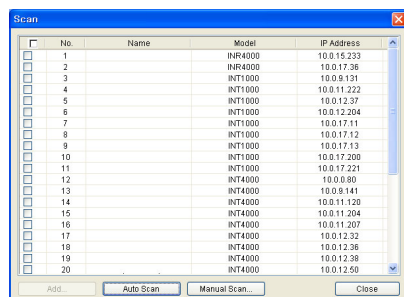 Scan
No. Name Model IP Address
1 INR4000 10.0.15.233
2 INR4000 10.0.17.36
3 INT1000 10.0.9.131
4 INT1000 10.0.11.222
5 INT1000 10.0.12.37
6 INT1000 10.0.12.204
7 INT1000 10.0.17.11
8 INT1000 10.0.17.12
9 INT1000 10.0.17.13
10 INT1000 10.0.17.200
11 INT1000 10.0.17.221
12 INT4000 10.0.0.80
13 INT4000 10.0.9.141
14 INT4000 10.0.11.120
15 INT4000 10.0.11.204
16 INT4000 10.0.11.207
17 INT4000 10.0.12.32
18 INT4000 10.0.12.36
19 INT4000 10.0.12.38
20 INT4000 10.0.12.50
Add... Auto Scan Manual Scan... Close